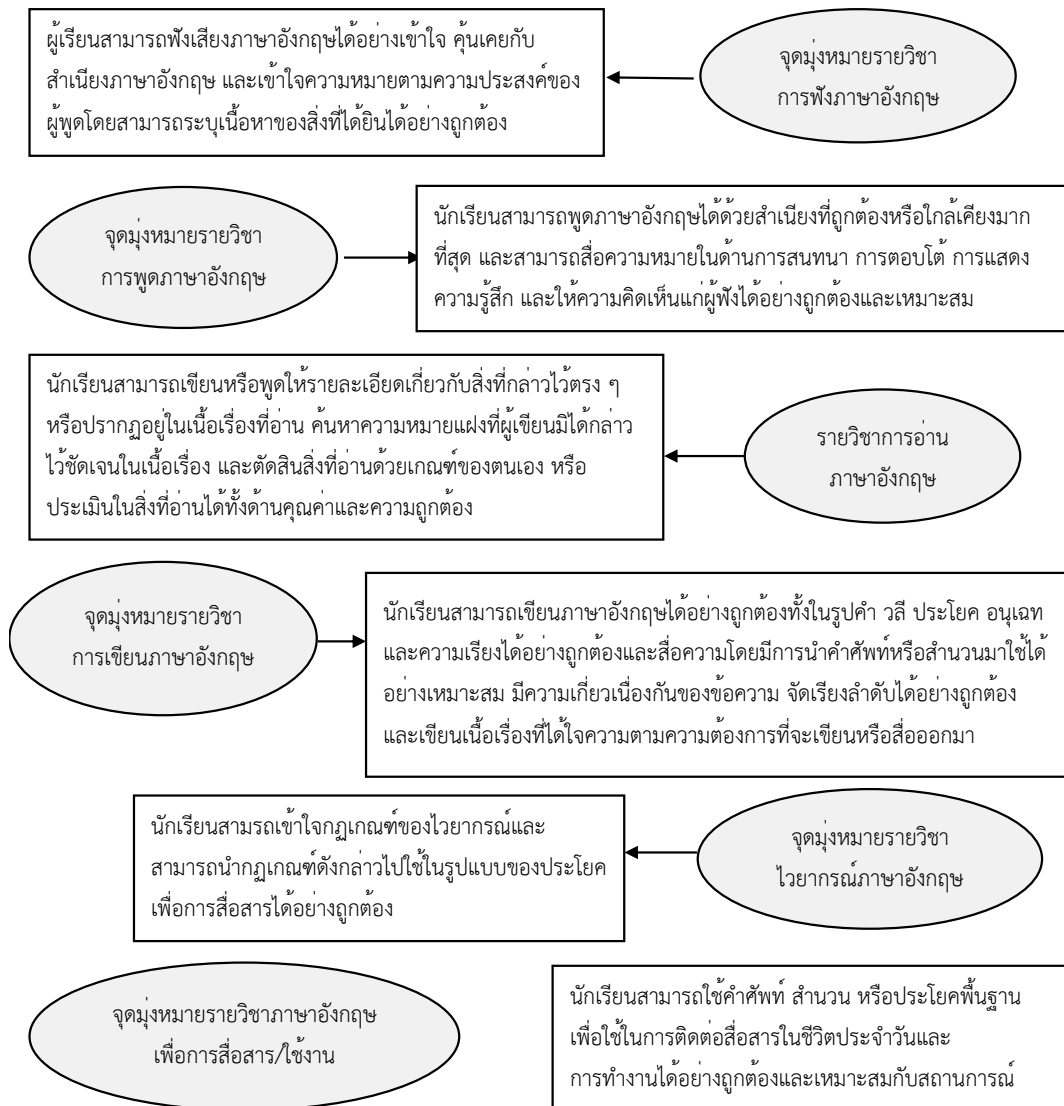 ผู้เรียนสามารถฟังเสียงภาษาอังกฤษได้อย่างเข้าใจ คุ้นเคยกับ
สำเนียงภาษาอังกฤษ และเข้าใจความหมายตามความประสงค์ของ
ผู้พูดโดยสามารถระบุเนื้อหาของสิ่งที่ได้ยินได้อย่างถูกต้อง
จุดมุ่งหมายรายวิชา
การฟังภาษาอังกฤษ
จุดมุ่งหมายรายวิชา
การพูดภาษาอังกฤษ
นักเรียนสามารถพูดภาษาอังกฤษได้ด้วยสำเนียงที่ถูกต้องหรือใกล้เคียงมาก
ที่สุด และสามารถสื่อความหมายในด้านการสนทนา การตอบโต้ การแสดง
ความรู้สึก และให้ความคิดเห็นแก่ผู้ฟังได้อย่างถูกต้องและเหมาะสม
นักเรียนสามารถเขียนหรือพูดให้รายละเอียดเกี่ยวกับสิ่งที่กล่าวไว้ตรง ๆ
หรือปรากฏอยู่ในเนื้อเรื่องที่อ่าน ค้นหาความหมายแฝงที่ผู้เขียนมิได้กล่าว
ไว้ชัดเจนในเนื้อเรื่อง และตัดสินสิ่งที่อ่านด้วยเกณฑ์ของตนเอง หรือ
ประเมินในสิ่งที่อ่านได้ทั้งด้านคุณค่าและความถูกต้อง
รายวิชาการอ่าน
ภาษาอังกฤษ
จุดมุ่งหมายรายวิชา
การเขียนภาษาอังกฤษ
นักเรียนสามารถเขียนภาษาอังกฤษได้อย่างถูกต้องทั้งในรูปคำ วลี ประโยค อนุเฉท
และความเรียงได้อย่างถูกต้องและสื่อความโดยมีการนำคำศัพท์หรือสำนวนมาใช้ได้
อย่างเหมาะสม มีความเกี่ยวเนื่องกันของข้อความ จัดเรียงลำดับได้อย่างถูกต้อง
และเขียนเนื้อเรื่องที่ได้ใจความตามความต้องการที่จะเขียนหรือสื่อออกมา
นักเรียนสามรถเข้าใจกฏเกณฑ์ของไวยากรณ์และ
สามารถนำกฏเกณฑ์ดังกล่าวไปใช้ในรูปแบบของประโยค
เพื่อการสื่อสารได้อย่างถูกต้อง
จุดมุ่งหมายรายวิชา
ไวยากรณ์ภาษาอังกฤษ
จุดมุ่งหมายรายวิชาภาษาอังกฤษ
เพื่อการสื่อสาร/ใช้งาน
นักเรียนสามารถใช้คำศัพท์ สำนวน หรือประโยคพื้นฐาน
เพื่อใช้ในการติดต่อสื่อสารในชีวิตประจำวันและ
การทำงานได้อย่างถูกต้องและเหมาะสมกับสถานการณ์